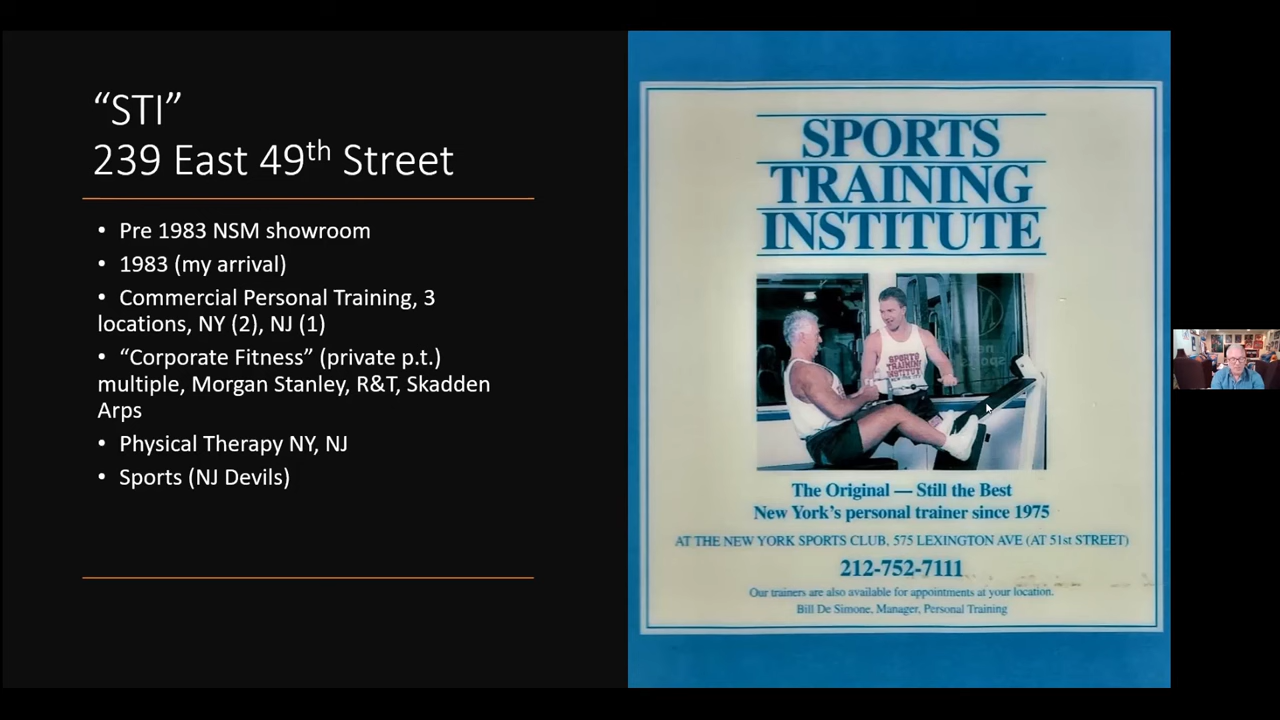 “STI”
239 East 49th Street
• Pre 1983 NSM showroom
• 1983 (my arrival)
• Commercial Personal Training, 3
locations, NY (2), NJ (1)
• “Corporate Fitness” (private p.t.)
multiple, Morgan Stanley, R&T, Skadden
Arps
• Physical Therapy NY, NJ
• Sports (NJ Devils)
SPORTS
TRAINING
INSTITUTE
SPORTS
TRAINING
INSTITUTE
The Original — Still the Best
New York’s personal trainer since 1975
AT THE NEW YORK SPORTS CLUB, 575 LEXINGTON AVE (AT 51st STREET)
212-752-7111
Our trainers are also available for appointments at your location.
Bill De Simone, Manager, Personal Training